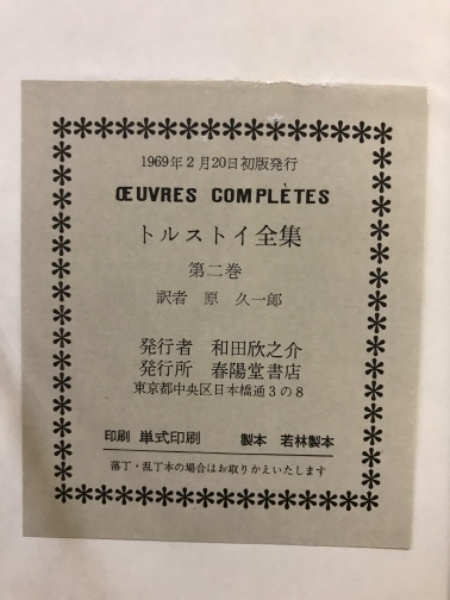 1969年2月20日初版発行
ŒUVRES COMPLÈTES
トルストイ全集
第二巻
訳者 原 久一郎
発行者 和田欣之介
発行所 春陽堂書店
東京都中央区日本橋通3の8
印刷 単式印刷 製本 若林製本
落丁・乱丁本の場合はお取りかえいたします